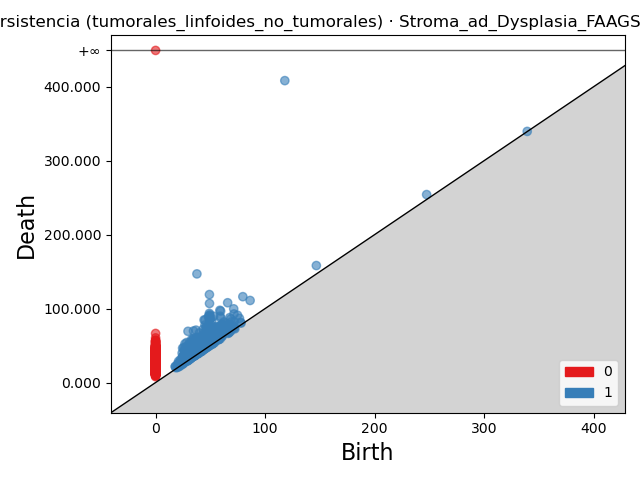 rsistencia (tumorales_linfoides_no_tumorales) · Stroma_ad_Dysplasia_FAAGS
+∞
400.000
300.000
200.000
100.000
0.000
Death
0
1
0 100 200 300 400
Birth